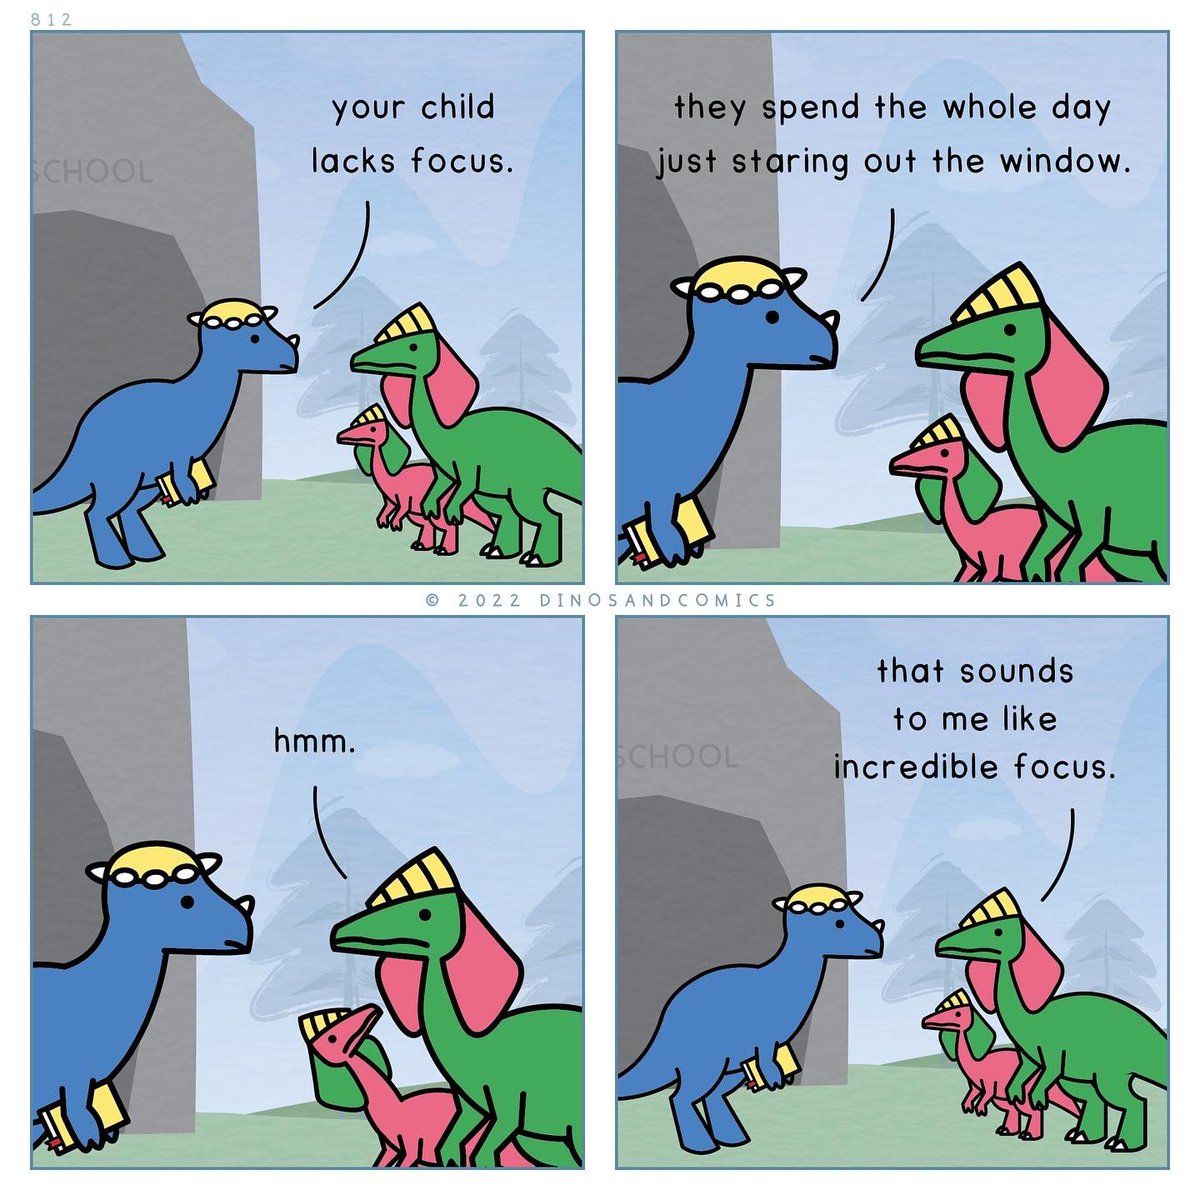 812
SCHOOL
your child
lacks focus.
they spend the whole day
just staring out the window.
© 2022 DINOSANDCOMICS
hmm.
SCHOOL
that sounds
to me like
incredible focus.